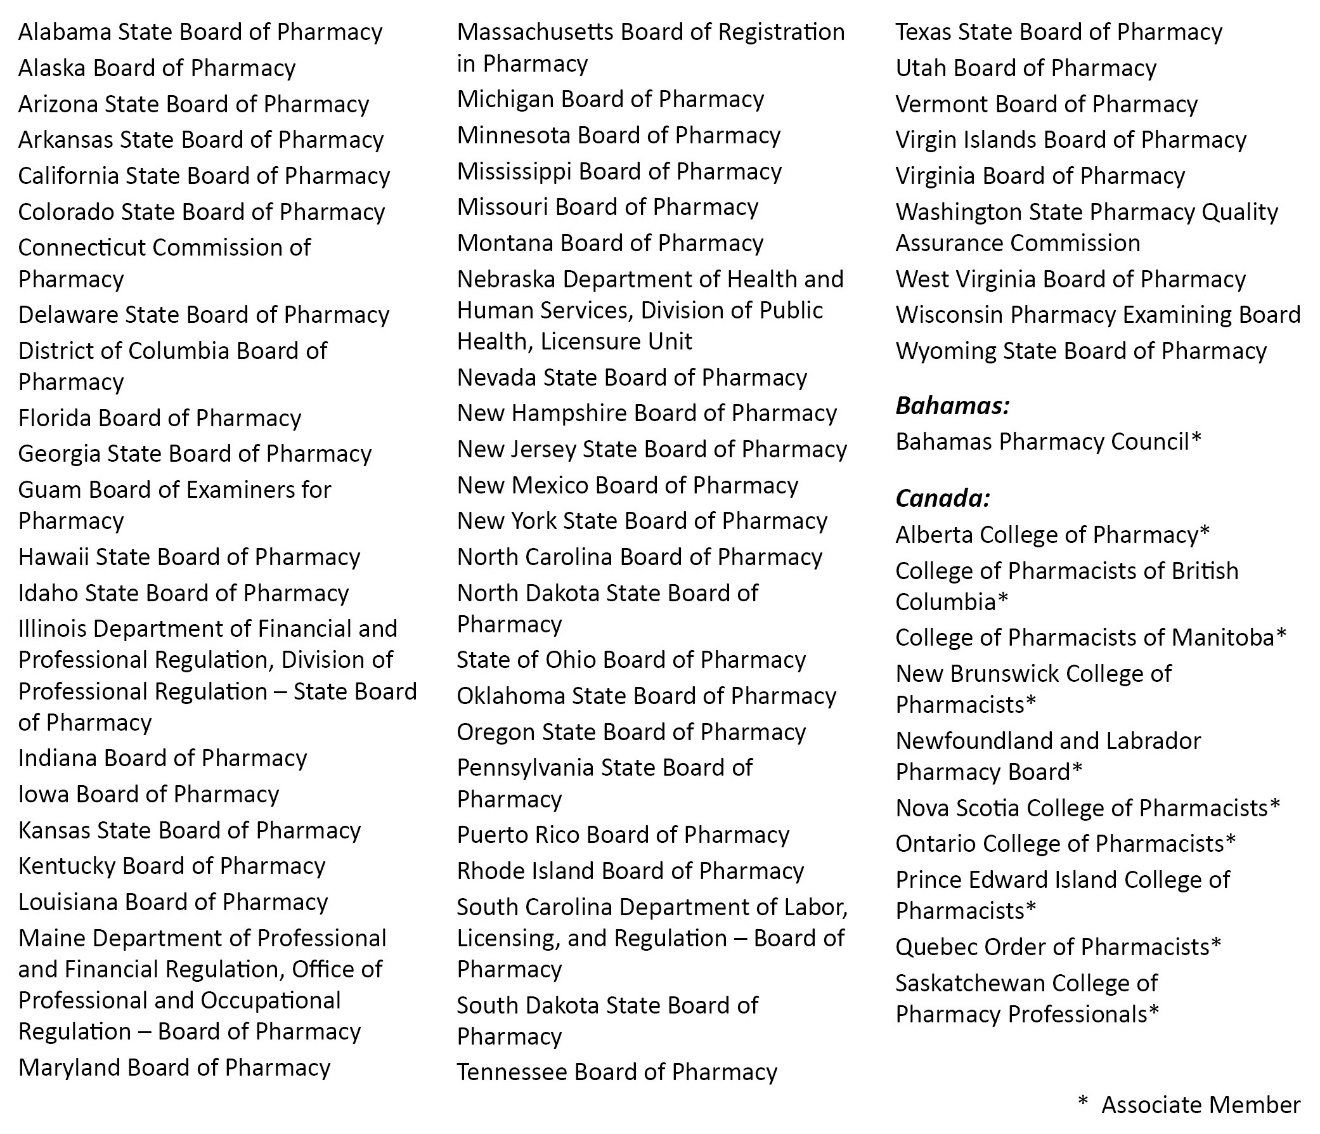 Alabama State Board of Pharmacy
Alaska Board of Pharmacy
Arizona State Board of Pharmacy
Arkansas State Board of Pharmacy
California State Board of Pharmacy
Colorado State Board of Pharmacy
Connecticut Commission of
Pharmacy
Delaware State Board of Pharmacy
District of Columbia Board of
Pharmacy
Florida Board of Pharmacy
Georgia State Board of Pharmacy
Guam Board of Examiners for
Pharmacy
Hawaii State Board of Pharmacy
Idaho State Board of Pharmacy
Illinois Department of Financial and
Professional Regulation, Division of
Professional Regulation – State Board
of Pharmacy
Indiana Board of Pharmacy
Iowa Board of Pharmacy
Kansas State Board of Pharmacy
Kentucky Board of Pharmacy
Louisiana Board of Pharmacy
Maine Department of Professional
and Financial Regulation, Office of
Professional and Occupational
Regulation – Board of Pharmacy
Maryland Board of Pharmacy
Massachusetts Board of Registration
in Pharmacy
Michigan Board of Pharmacy
Minnesota Board of Pharmacy
Mississippi Board of Pharmacy
Missouri Board of Pharmacy
Montana Board of Pharmacy
Nebraska Department of Health and
Human Services, Division of Public
Health, Licensure Unit
Nevada State Board of Pharmacy
New Hampshire Board of Pharmacy
New Jersey State Board of Pharmacy
New Mexico Board of Pharmacy
New York State Board of Pharmacy
North Carolina Board of Pharmacy
North Dakota State Board of
Pharmacy
State of Ohio Board of Pharmacy
Oklahoma State Board of Pharmacy
Oregon State Board of Pharmacy
Pennsylvania State Board of
Pharmacy
Puerto Rico Board of Pharmacy
Rhode Island Board of Pharmacy
South Carolina Department of Labor,
Licensing, and Regulation – Board of
Pharmacy
South Dakota State Board of
Pharmacy
Tennessee Board of Pharmacy
Texas State Board of Pharmacy
Utah Board of Pharmacy
Vermont Board of Pharmacy
Virgin Islands Board of Pharmacy
Virginia Board of Pharmacy
Washington State Pharmacy Quality
Assurance Commission
West Virginia Board of Pharmacy
Wisconsin Pharmacy Examining Board
Wyoming State Board of Pharmacy
Bahamas:
Bahamas Pharmacy Council*
Canada:
Alberta College of Pharmacy*
College of Pharmacists of British
Columbia*
College of Pharmacists of Manitoba*
New Brunswick College of
Pharmacists*
Newfoundland and Labrador
Pharmacy Board*
Nova Scotia College of Pharmacists*
Ontario College of Pharmacists*
Prince Edward Island College of
Pharmacists*
Quebec Order of Pharmacists*
Saskatchewan College of
Pharmacy Professionals*
* Associate Member